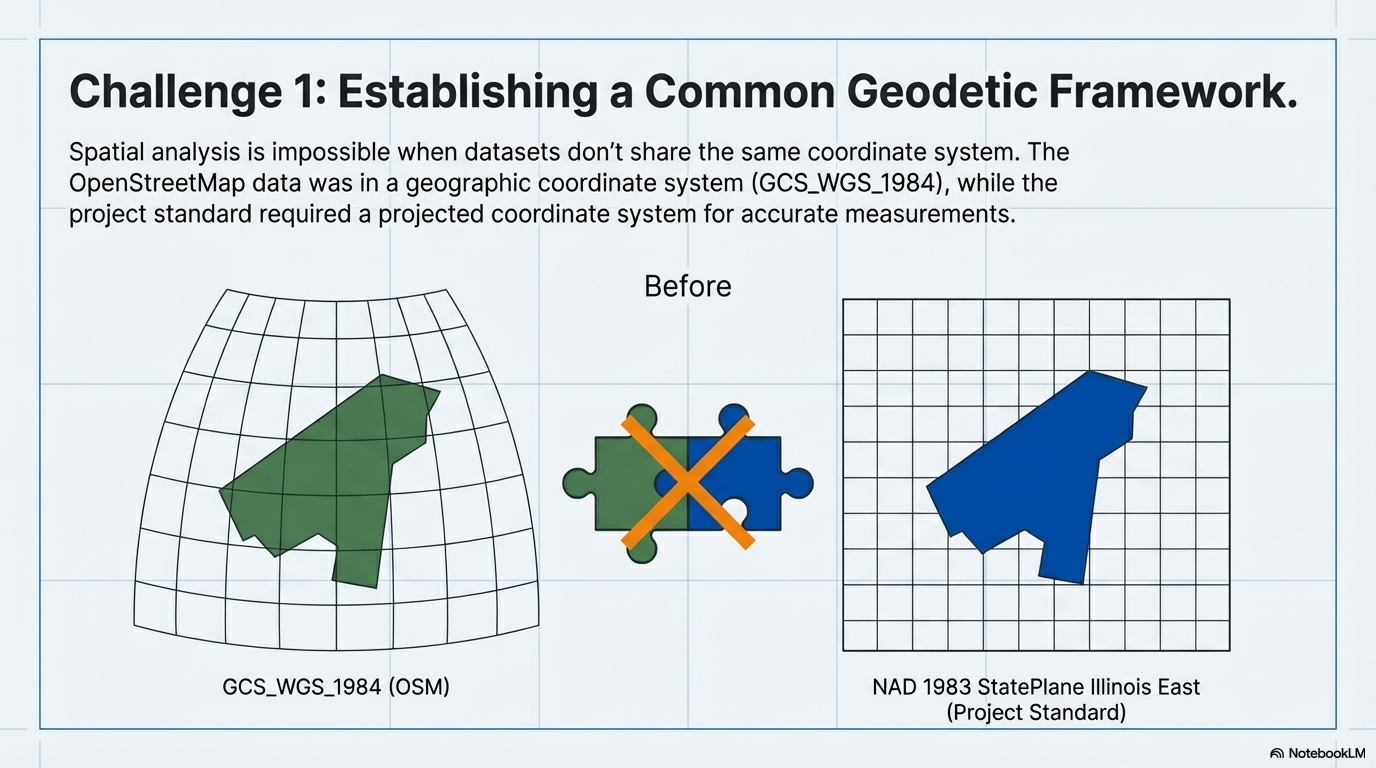 Challenge 1: Establishing a Common Geodetic Framework.
Spatial analysis is impossible when datasets don’t share the same coordinate system. The
OpenStreetMap data was in a geographic coordinate system (GCS_WGS_1984), while the
project standard required a projected coordinate system for accurate measurements.
Before
GCS_WGS_1984 (OSM)
NAD 1983 StatePlane Illinois East
(Project Standard)
NotebookLM